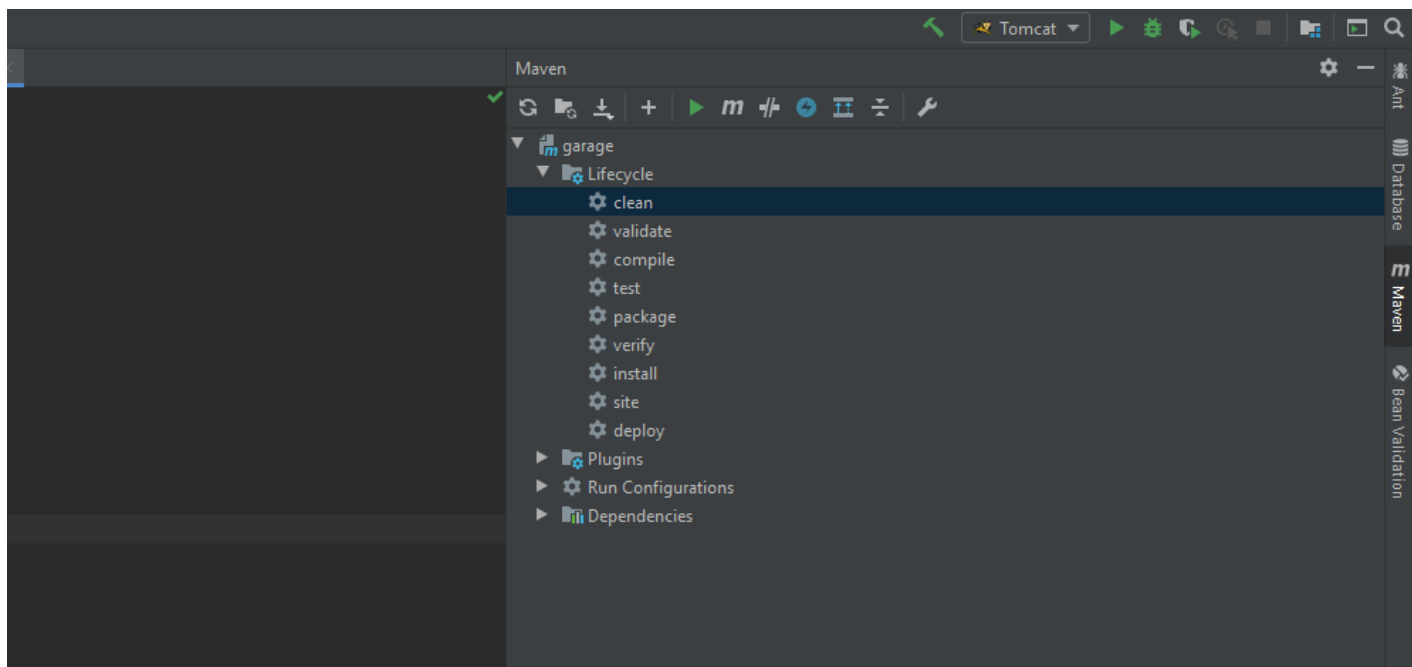 Tomcat
Maven
m
garage
Lifecycle
clean
validate
compile
test
package
verify
install
site
deploy
Plugins
Run Configurations
Dependencies
Ant
Database
m Maven
Bean Validation